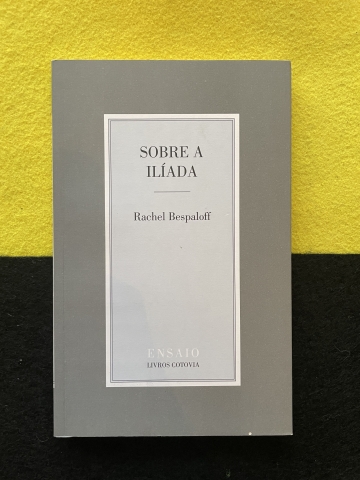 SOBRE A
ILÍADA
Rachel Bespaloff
ENSAIO
LIVROS COTOVIA